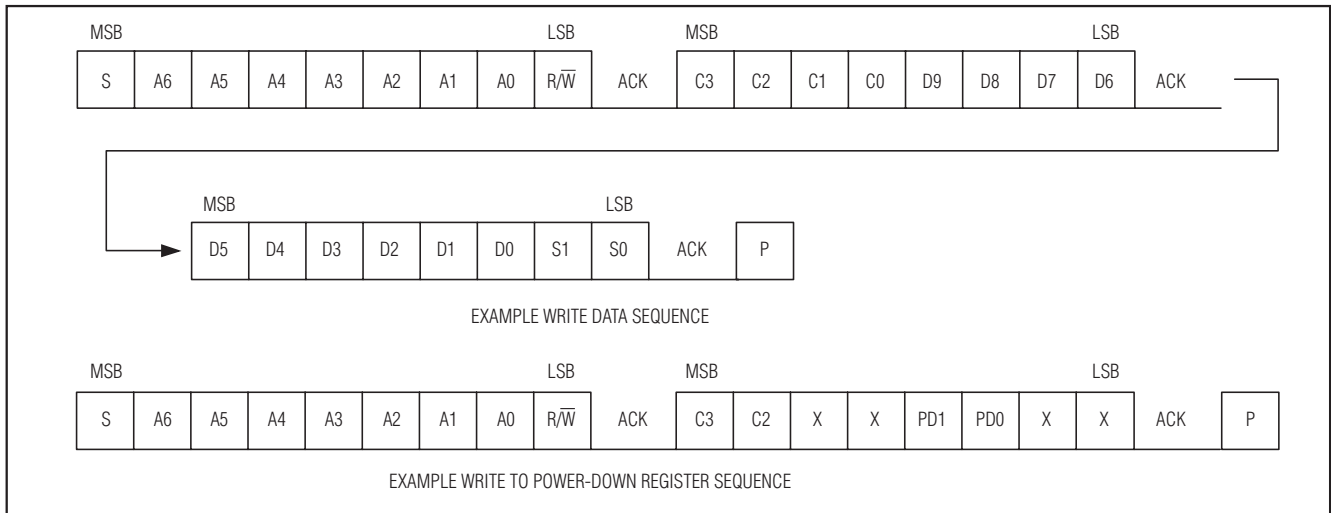 MSB LSB MSB LSB
S A6 A5 A4 A3 A2 A1 A0 R/W̅ ACK C3 C2 C1 C0 D9 D8 D7 D6 ACK
MSB LSB
D5 D4 D3 D2 D1 D0 S1 S0 ACK P
EXAMPLE WRITE DATA SEQUENCE
MSB LSB MSB LSB
S A6 A5 A4 A3 A2 A1 A0 R/W̅ ACK C3 C2 X X PD1 PD0 X X ACK P
EXAMPLE WRITE TO POWER-DOWN REGISTER SEQUENCE